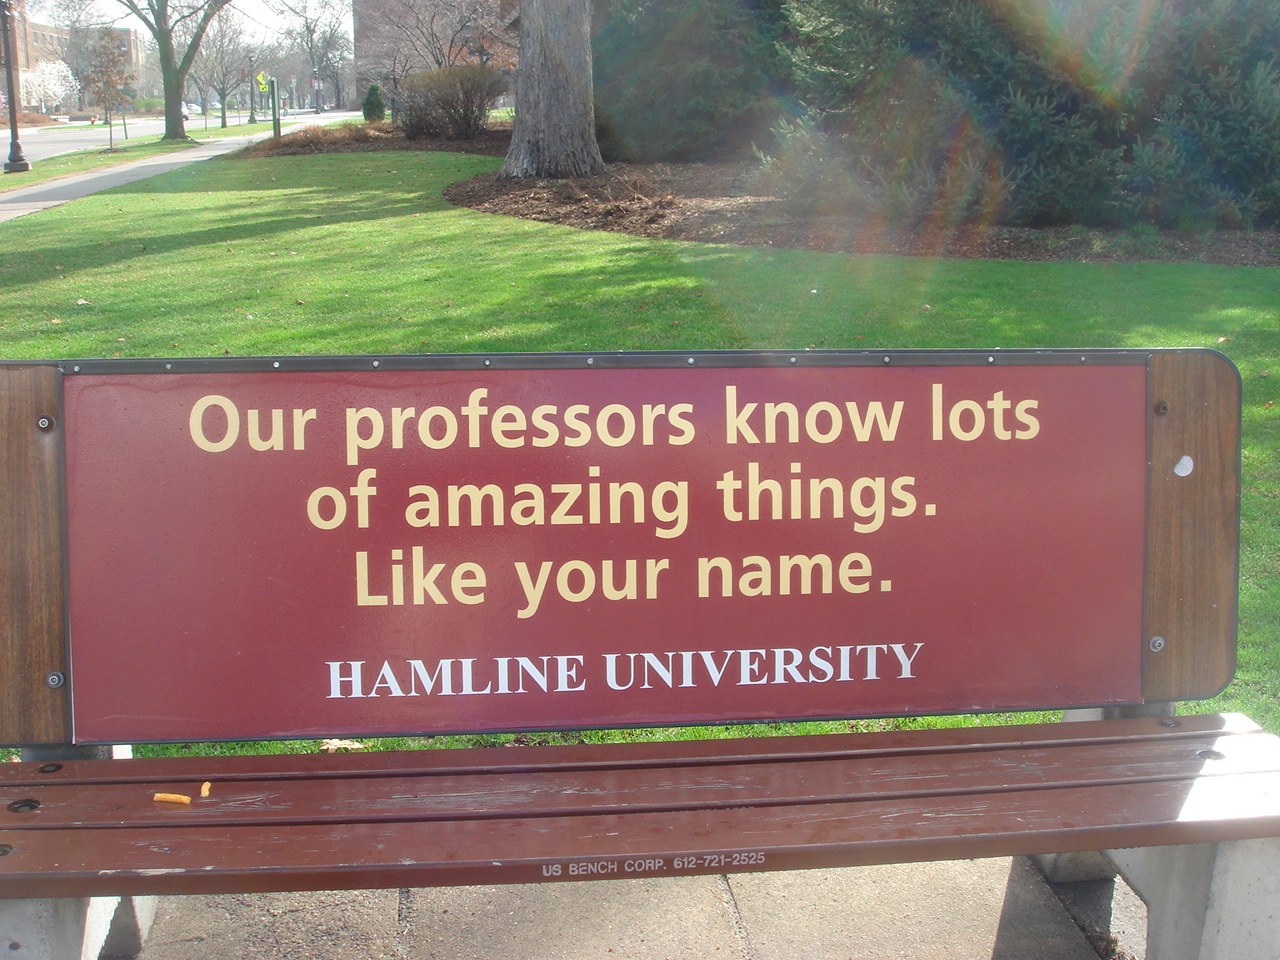 Our professors know lots
of amazing things.
Like your name.
HAMLINE UNIVERSITY
US BENCH CORP. 612-721-2525